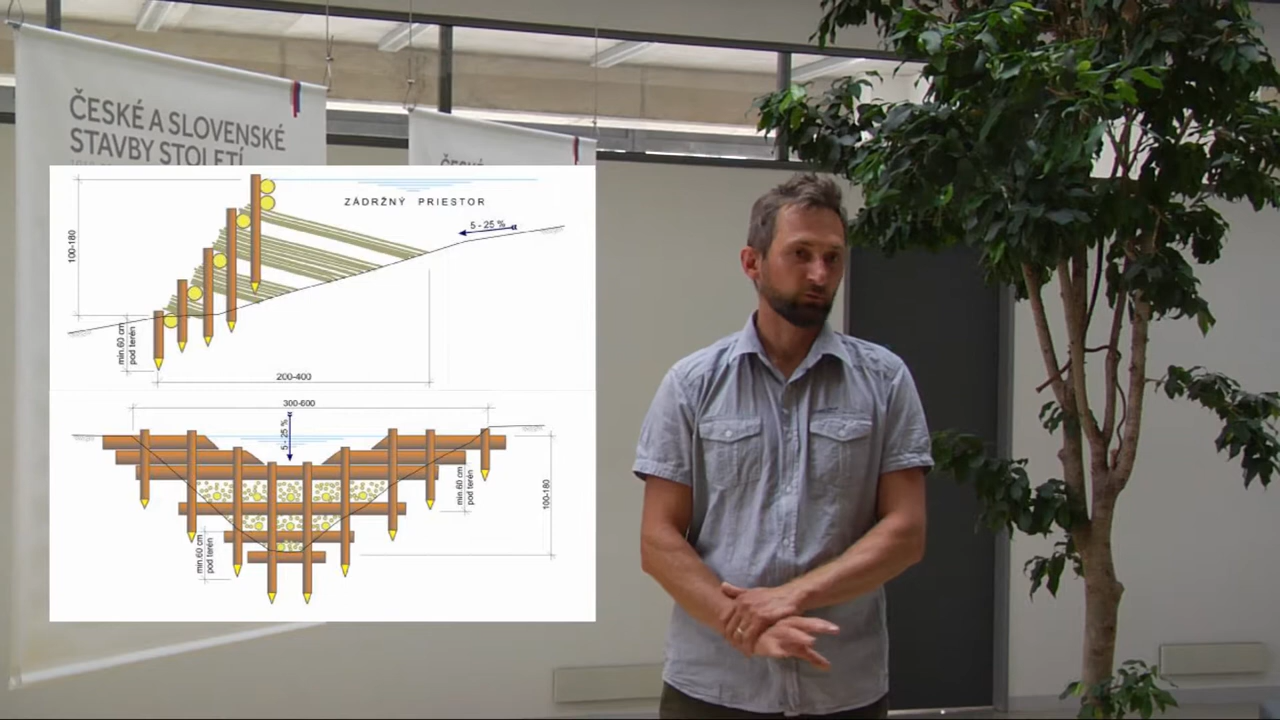 ČESKÉ A SLOVENSKÉ
STAVBY STOLETÍ
ČESKÉ
ZÁDRŽNÝ PRIESTOR
5 - 25 %
100-180
min.60 cm
pod terén
200-400
300-600
5 - 25 %
min.60 cm
pod terén
100-180
min.60 cm
pod terén